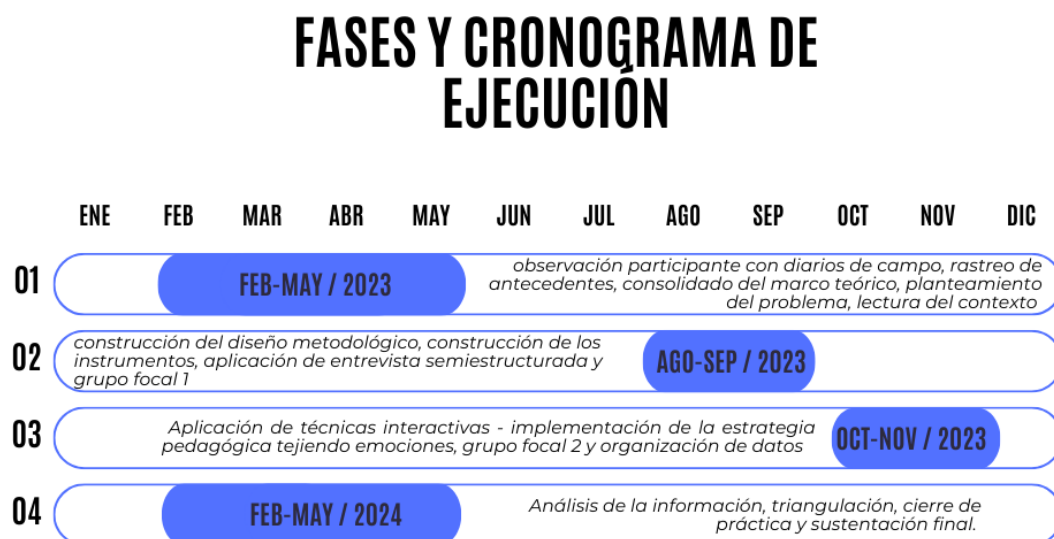 FASES Y CRONOGRAMA DE
EJECUCIÓN
ENE FEB MAR ABR MAY JUN JUL AGO SEP OCT NOV DIC
01
FEB-MAY / 2023
observación participante con diarios de campo, rastreo de
antecedentes, consolidado del marco teórico, planteamiento
del problema, lectura del contexto
02
construcción del diseño metodológico, construcción de los
instrumentos, aplicación de entrevista semiestructurada y
grupo focal 1
AGO-SEP / 2023
03
Aplicación de técnicas interactivas - implementación de la estrategia
pedagógica tejiendo emociones, grupo focal 2 y organización de datos
OCT-NOV / 2023
04
FEB-MAY / 2024
Análisis de la información, triangulación, cierre de
práctica y sustentación final.